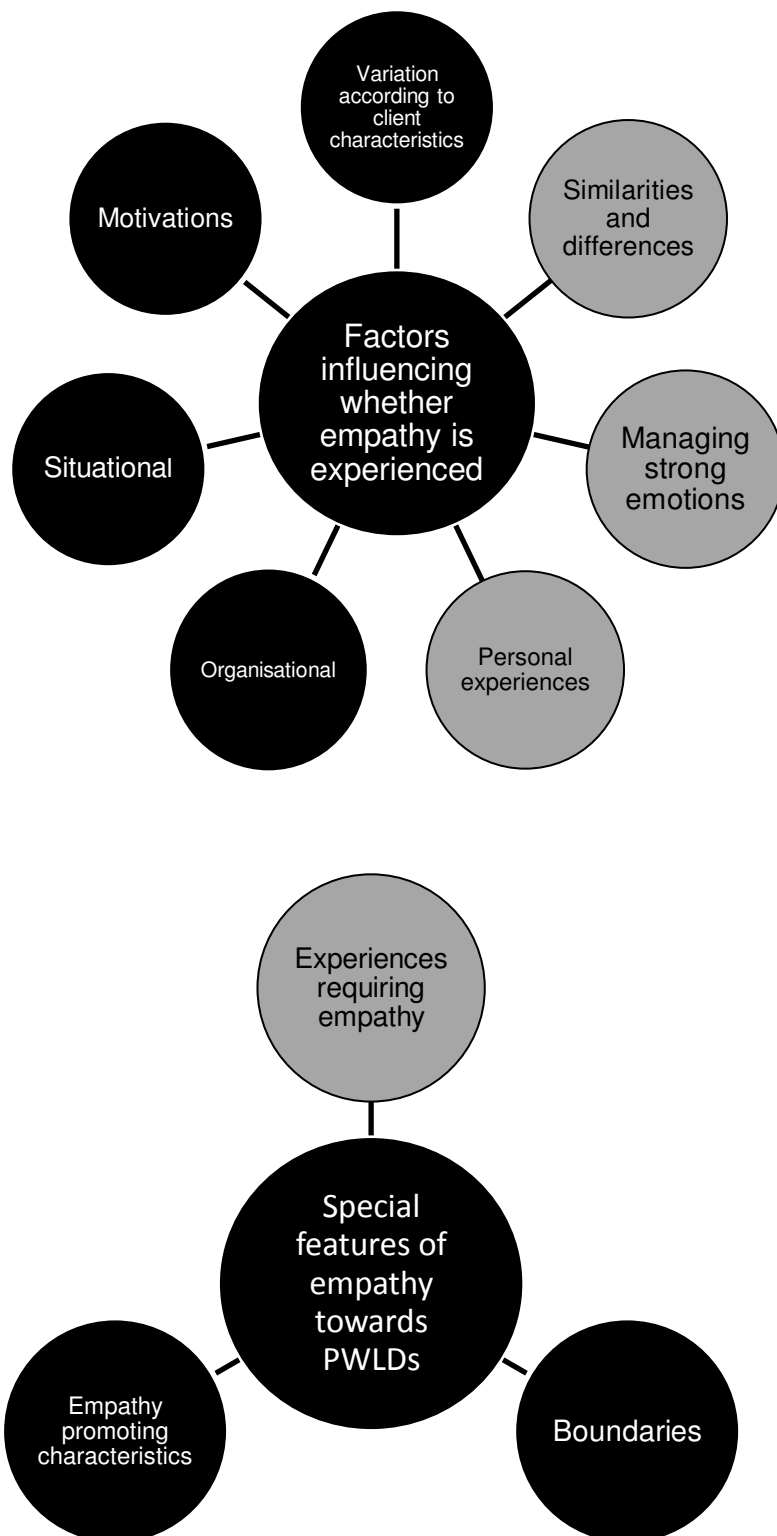 Variation
according to
client
characteristics
Similarities
and
differences
Motivations
Factors
influencing
whether
empathy is
experienced
Managing
strong
emotions
Situational
Personal
experiences
Organisational
Experiences
requiring
empathy
Special
features of
empathy
towards
PWLDs
Empathy
promoting
characteristics
Boundaries